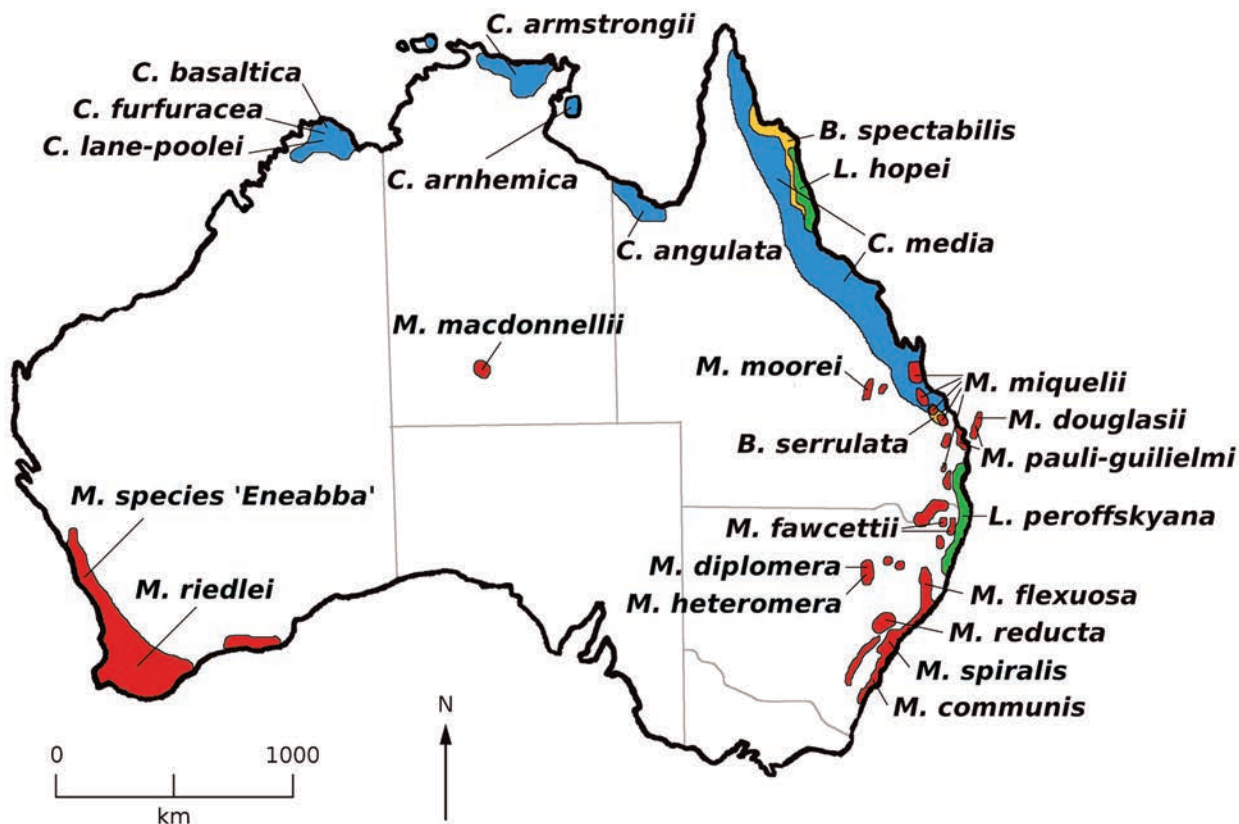 C. armstrongii
C. basaltica
C. furfuracea
C. lane-poolei
B. spectabilis
L. hopei
C. arnhemica
C. angulata
C. media
M. macdonnellii
M. moorei
M. miquelii
M. douglasii
B. serrulata
M. pauli-guilielmi
M. species 'Eneabba'
M. fawcettii
L. peroffskyana
M. diplomera
M. riedlei
M. heteromera
M. flexuosa
M. reducta
M. spiralis
M. communis
N
0 1000
km